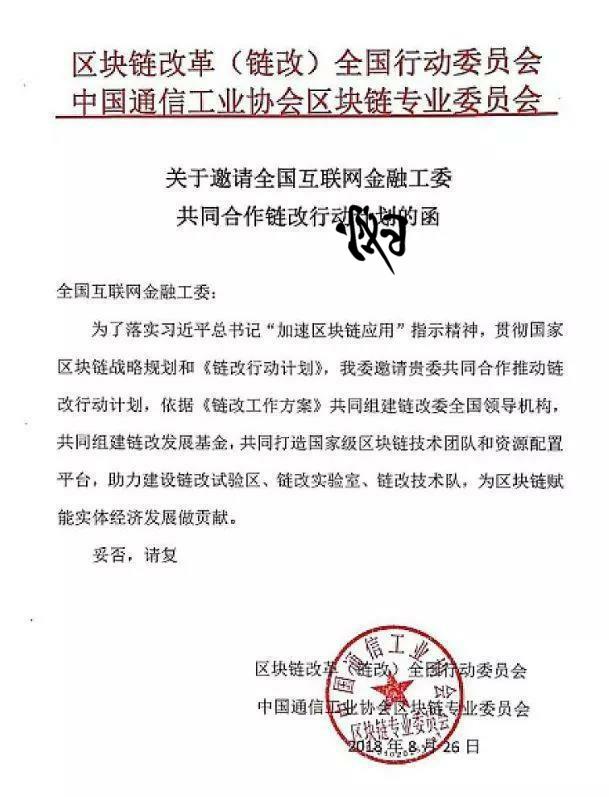 区块链改革（链改）全国行动委员会
中国通信工业协会区块链专业委员会
关于邀请全国互联网金融工委
共同合作链改行动计划的函
全国互联网金融工委：
为了落实习近平总书记“加速区块链应用”指示精神，贯彻国家
区块链战略规划和《链改行动计划》，我委邀请贵委共同合作推动链
改行动计划，依据《链改工作方案》共同组建链改委全国领导机构，
共同组建链改发展基金，共同打造国家级区块链技术团队和资源配置
平台，助力建设链改试验区、链改实验室、链改技术队，为区块链赋
能实体经济发展做贡献。
妥否，请复
区块链改革（链改）全国行动委员会
中国通信工业协会区块链专业委员会
2018年8月26日
中国通信工业协会
区块链专业委员会